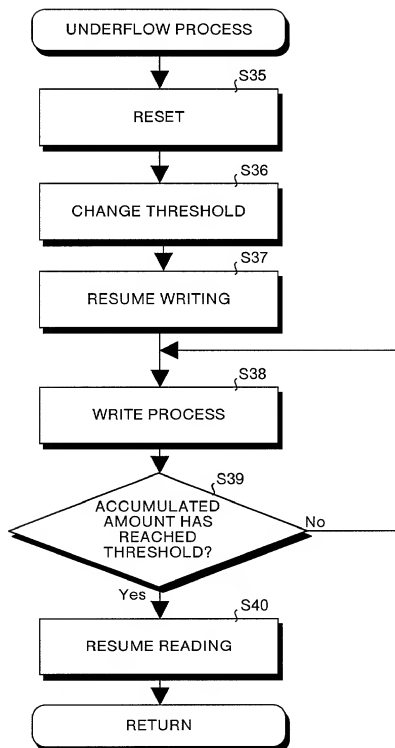 UNDERFLOW PROCESS
S35
RESET
S36
CHANGE THRESHOLD
S37
RESUME WRITING
S38
WRITE PROCESS
S39
ACCUMULATED
AMOUNT HAS
REACHED
THRESHOLD?
No
Yes
S40
RESUME READING
RETURN